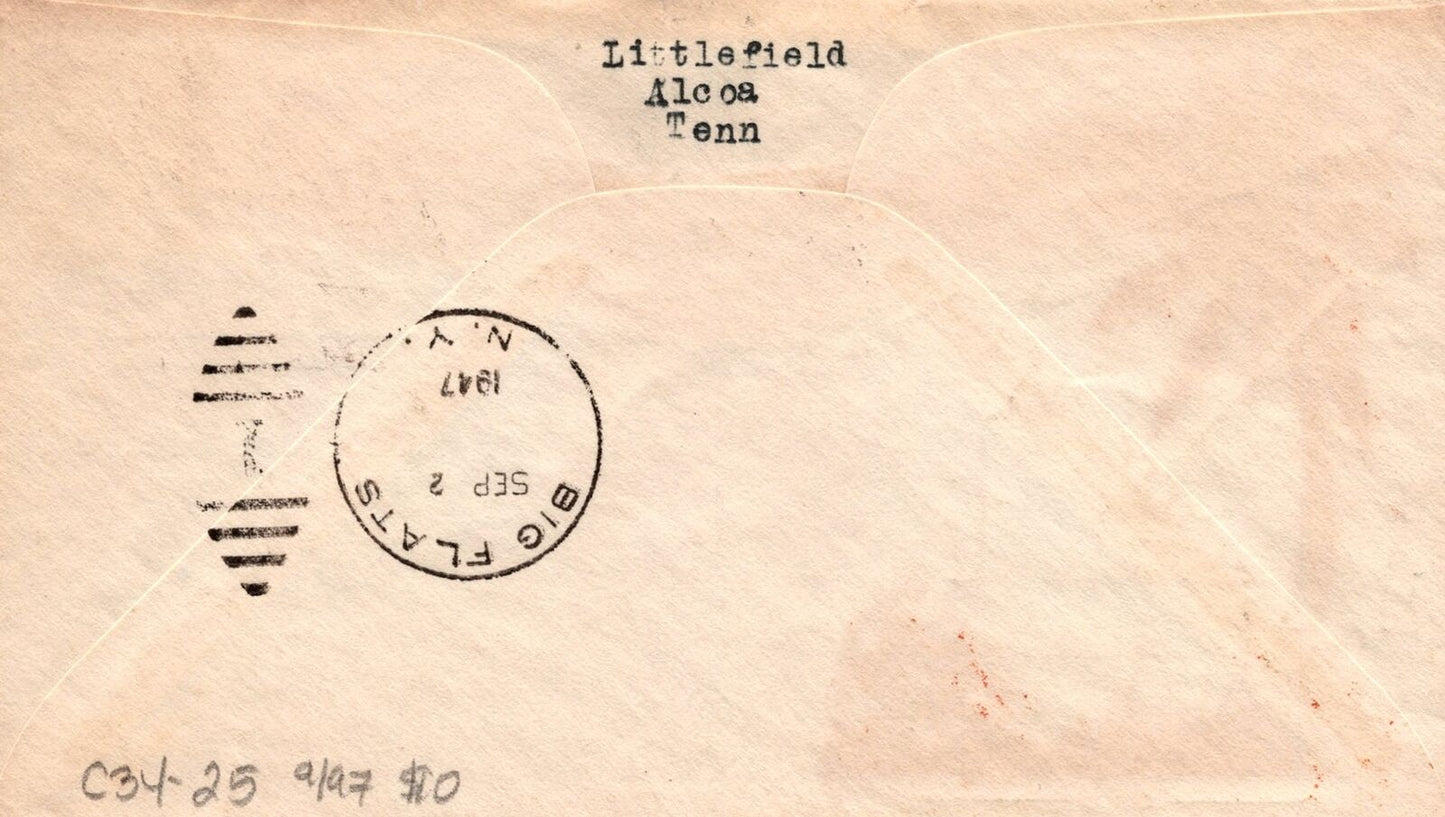 Littlefield
Alcoa
Tenn
BIG FLATS
SEP 2
1947
N.Y.
C34-25 9/97 $10